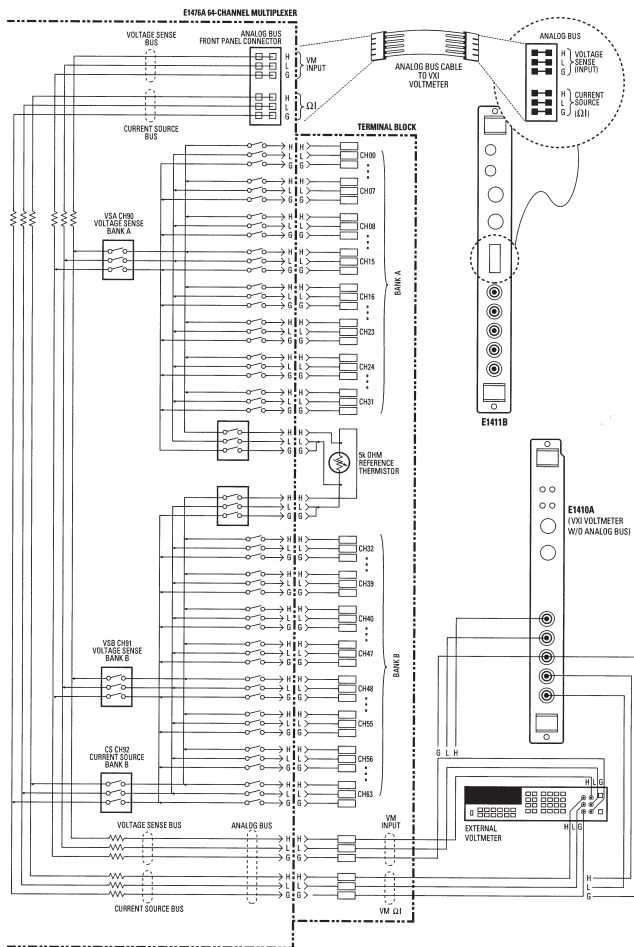 E1476A 64-CHANNEL MULTIPLEXER
VOLTAGE SENSE
BUS
ANALOG BUS
FRONT PANEL CONNECTOR
H
L
G
VM
INPUT
H
L
G
ΩI
CURRENT SOURCE
BUS
ANALOG BUS CABLE
TO VXI
VOLTMETER
ANALOG BUS
H
L
G
VOLTAGE
SENSE
(INPUT)
H
L
G
CURRENT
SOURCE
(ΩI)
TERMINAL BLOCK
H H
L L
G G
CH00
H H
L L
G G
CH07
H H
L L
G G
CH08
VSA CH90
VOLTAGE SENSE
BANK A
H H
L L
G G
CH15
BANK A
H H
L L
G G
CH16
H H
L L
G G
CH23
H H
L L
G G
CH24
H H
L L
G G
CH31
E1411B
H H
L L
G G
5k OHM
REFERENCE
THERMISTOR
H H
L L
G G
E1410A
(VXI VOLTMETER
W/O ANALOG BUS)
H H
L L
G G
CH32
H H
L L
G G
CH39
H H
L L
G G
CH40
VSB CH91
VOLTAGE SENSE
BANK B
H H
L L
G G
CH47
BANK B
H H
L L
G G
CH48
H H
L L
G G
CH55
CS CH92
CURRENT SOURCE
BANK B
H H
L L
G G
CH56
H H
L L
G G
CH63
G L H
H L G
H L G
EXTERNAL
VOLTMETER
VOLTAGE SENSE BUS
ANALOG BUS
VM
INPUT
H H
L L
G G
H H
L L
G G
H
L
G
CURRENT SOURCE BUS
VM ΩI